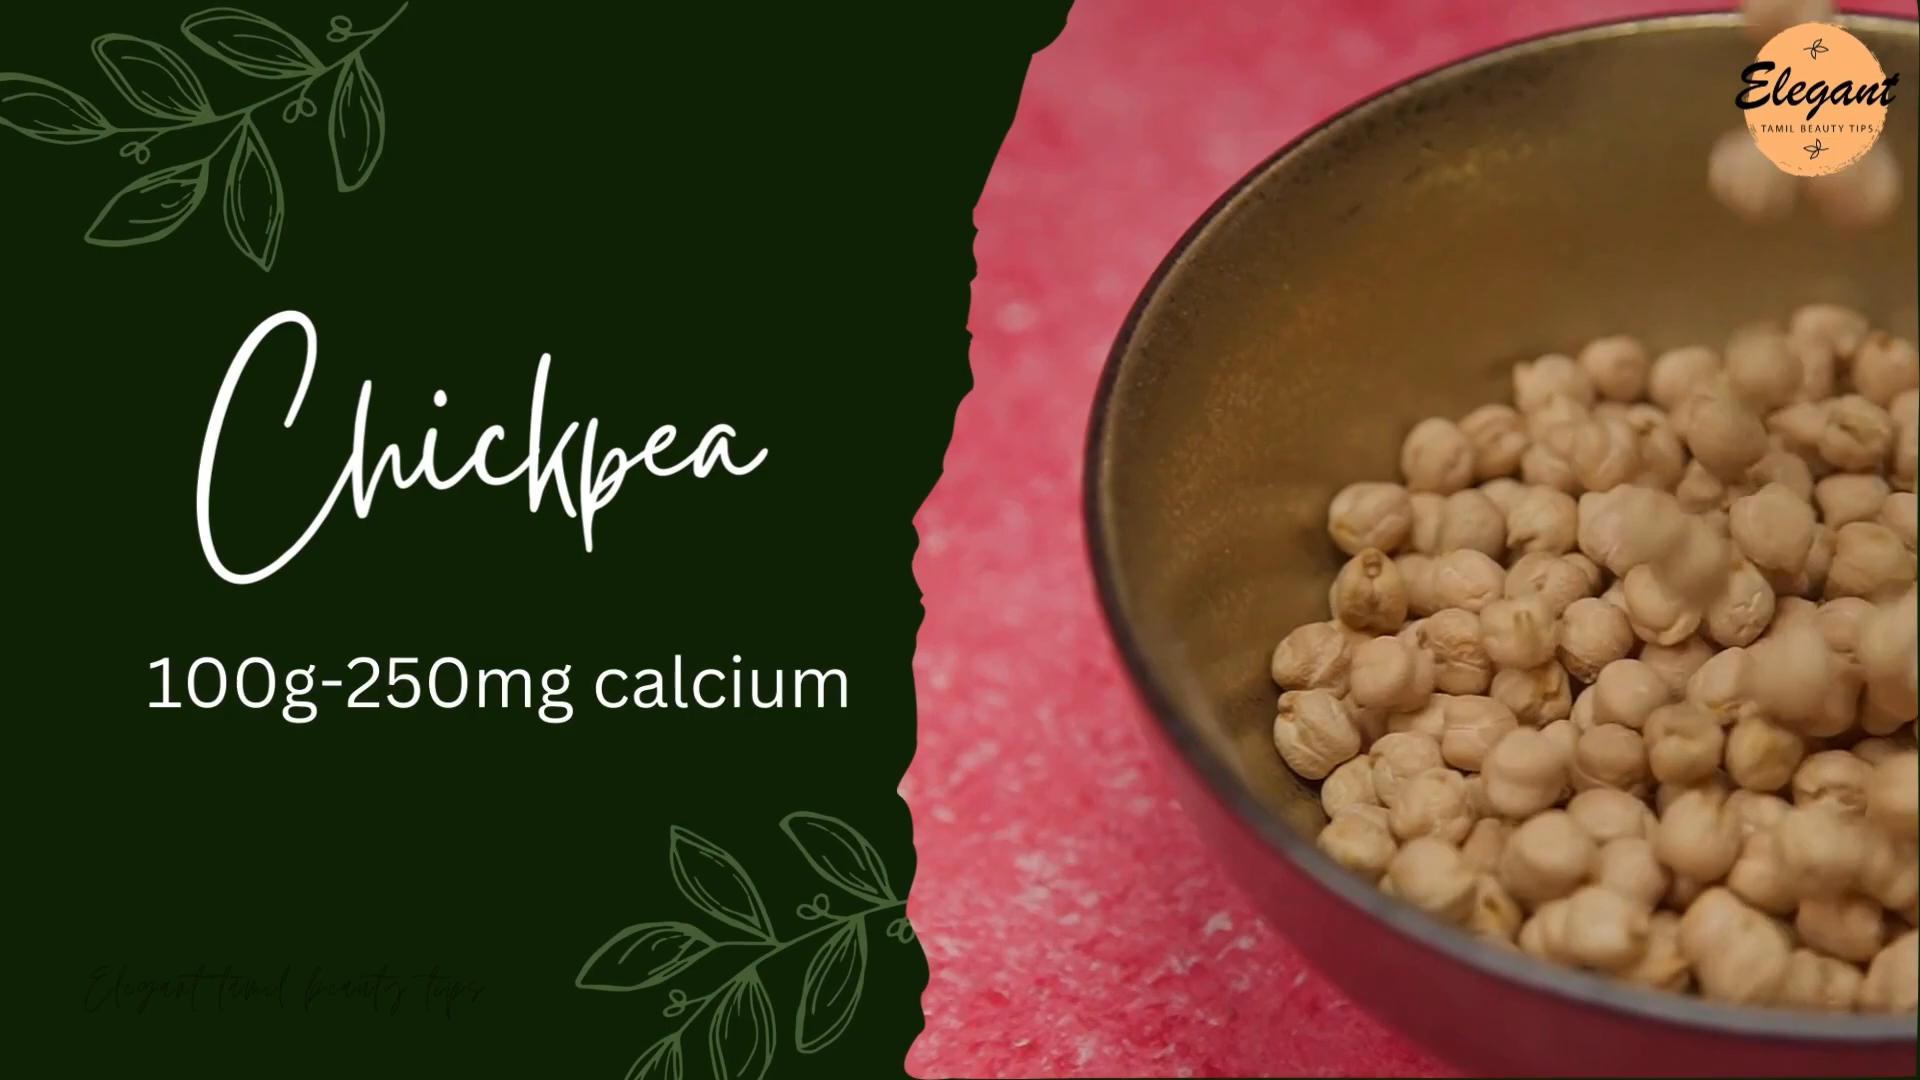 Elegant
TAMIL BEAUTY TIPS
Chickpea
100g-250mg calcium
Elegant tamil beauty tips